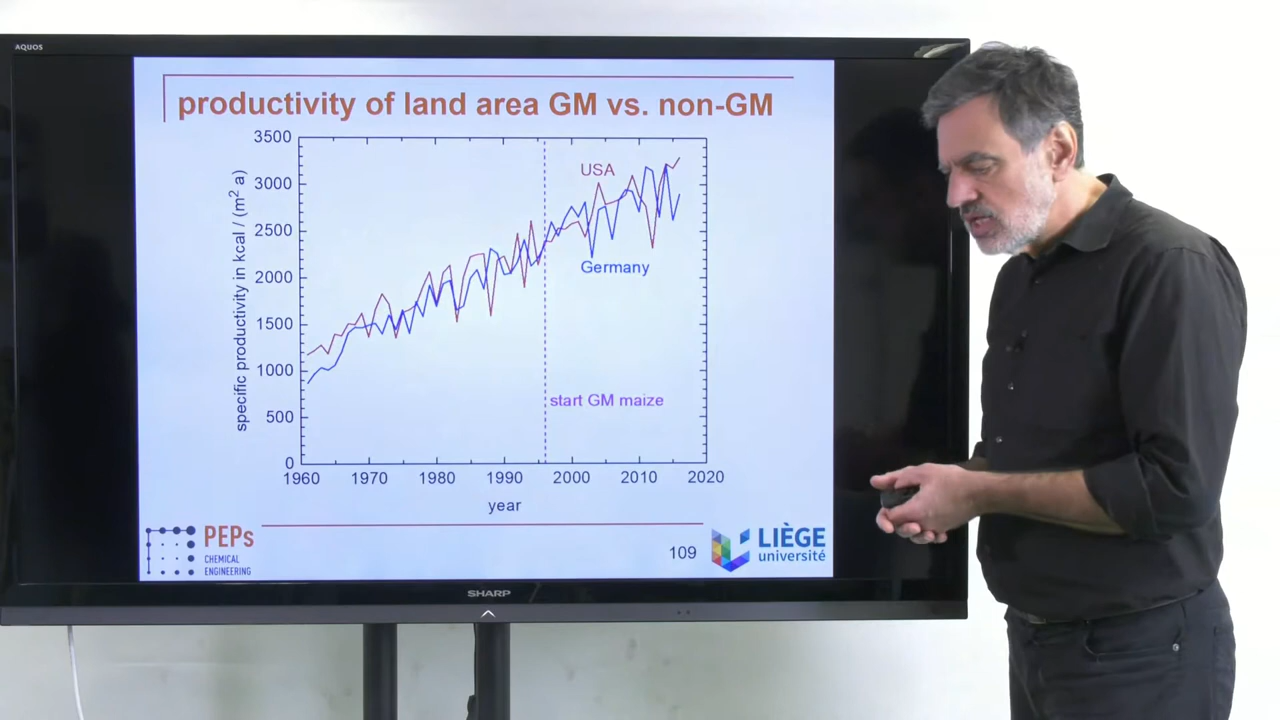 AQUOS
productivity of land area GM vs. non-GM
3500
3000
2500
2000
1500
1000
500
0
specific productivity in kcal / (m² a)
USA
Germany
start GM maize
1960 1970 1980 1990 2000 2010 2020
year
PEPs
CHEMICAL
ENGINEERING
109
LIÈGE
université
SHARP